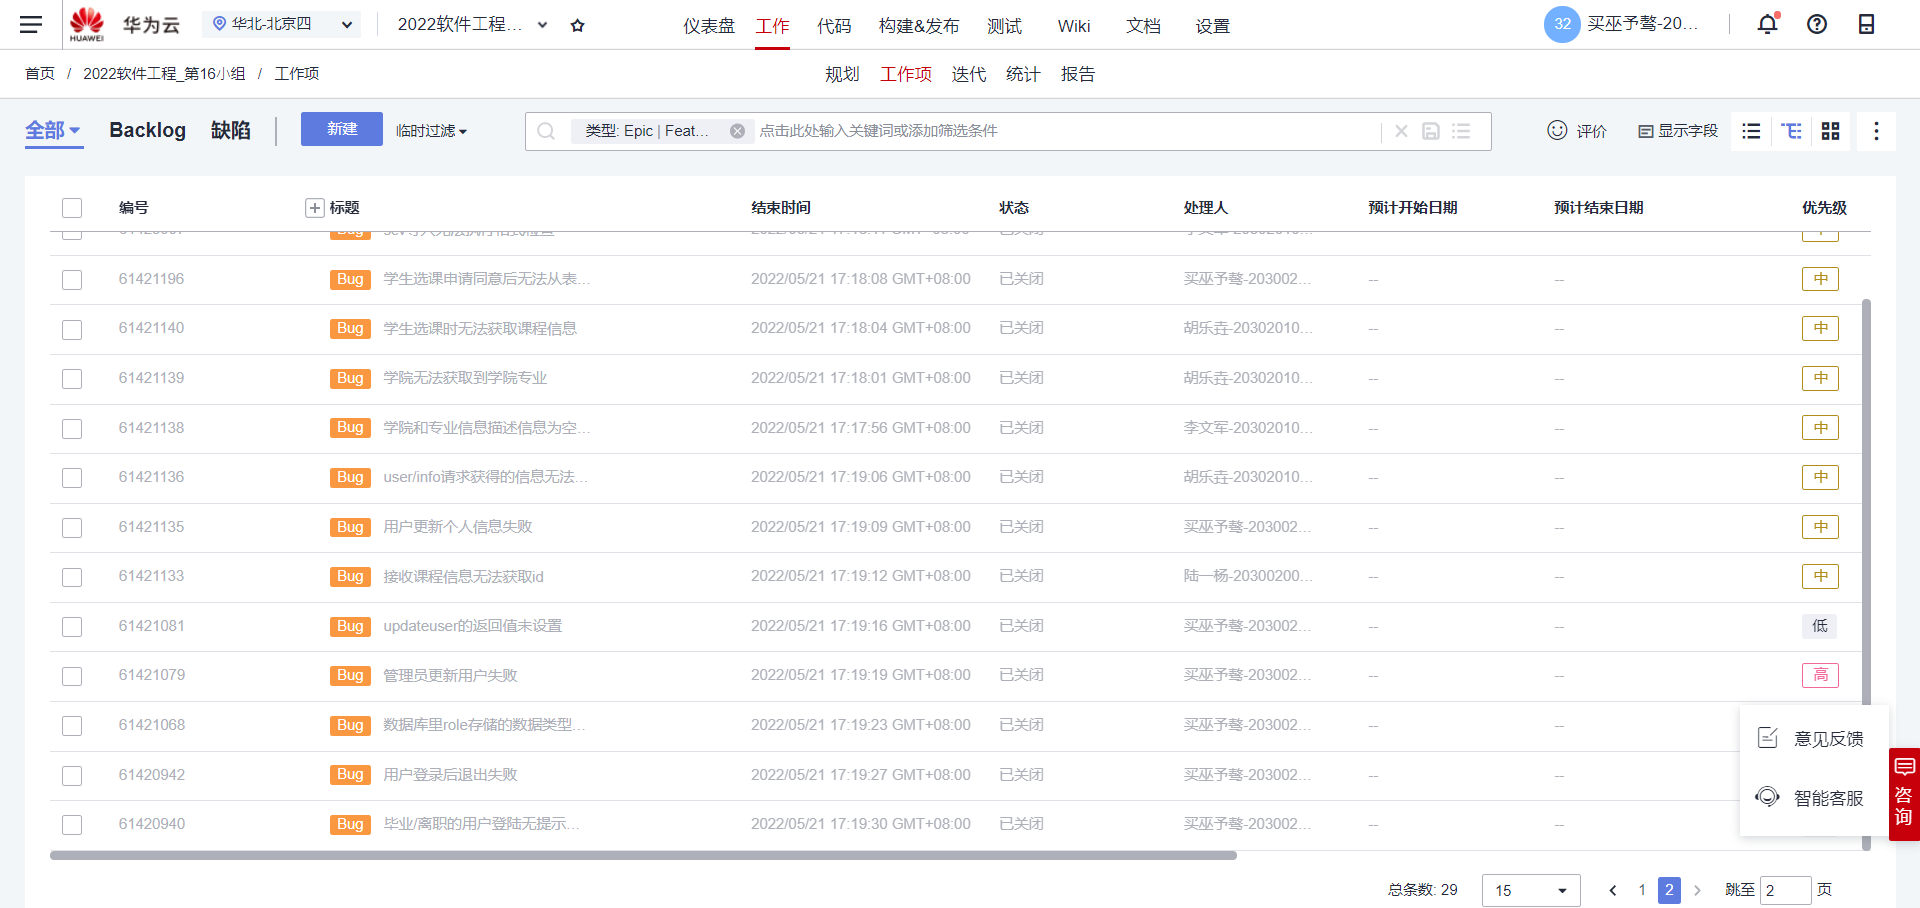 HUAWEI 华为云 华北-北京四 2022软件工程... 仪表盘 工作 代码 构建&发布 测试 Wiki 文档 设置 32 买巫予骜-20...
首页 / 2022软件工程_第16小组 / 工作项 规划 工作项 迭代 统计 报告
全部 Backlog 缺陷 新建 临时过滤 类型: Epic | Feat... 点击此处输入关键词或添加筛选条件 评价 显示字段
编号 标题 结束时间 状态 处理人 预计开始日期 预计结束日期 优先级
61421196 Bug 学生选课申请同意后无法从表... 2022/05/21 17:18:08 GMT+08:00 已关闭 买巫予骜-203002... -- -- 中
61421140 Bug 学生选课时无法获取课程信息 2022/05/21 17:18:04 GMT+08:00 已关闭 胡乐垚-20302010... -- -- 中
61421139 Bug 学院无法获取到学院专业 2022/05/21 17:18:01 GMT+08:00 已关闭 胡乐垚-20302010... -- -- 中
61421138 Bug 学院和专业信息描述信息为空... 2022/05/21 17:17:56 GMT+08:00 已关闭 李文军-20302010... -- -- 中
61421136 Bug user/info请求获得的信息无法... 2022/05/21 17:19:06 GMT+08:00 已关闭 胡乐垚-20302010... -- -- 中
61421135 Bug 用户更新个人信息失败 2022/05/21 17:19:09 GMT+08:00 已关闭 买巫予骜-203002... -- -- 中
61421133 Bug 接收课程信息无法获取id 2022/05/21 17:19:12 GMT+08:00 已关闭 陆一杨-20300200... -- -- 中
61421081 Bug updateuser的返回值未设置 2022/05/21 17:19:16 GMT+08:00 已关闭 买巫予骜-203002... -- -- 低
61421079 Bug 管理员更新用户失败 2022/05/21 17:19:19 GMT+08:00 已关闭 买巫予骜-203002... -- -- 高
61421068 Bug 数据库里role存储的数据类型... 2022/05/21 17:19:23 GMT+08:00 已关闭 买巫予骜-203002... -- --
意见反馈
61420942 Bug 用户登录后退出失败 2022/05/21 17:19:27 GMT+08:00 已关闭 买巫予骜-203002... -- --
智能客服
咨询
61420940 Bug 毕业/离职的用户登陆无提示... 2022/05/21 17:19:30 GMT+08:00 已关闭 买巫予骜-203002... -- --
总条数: 29 15 1 2 跳至 2 页